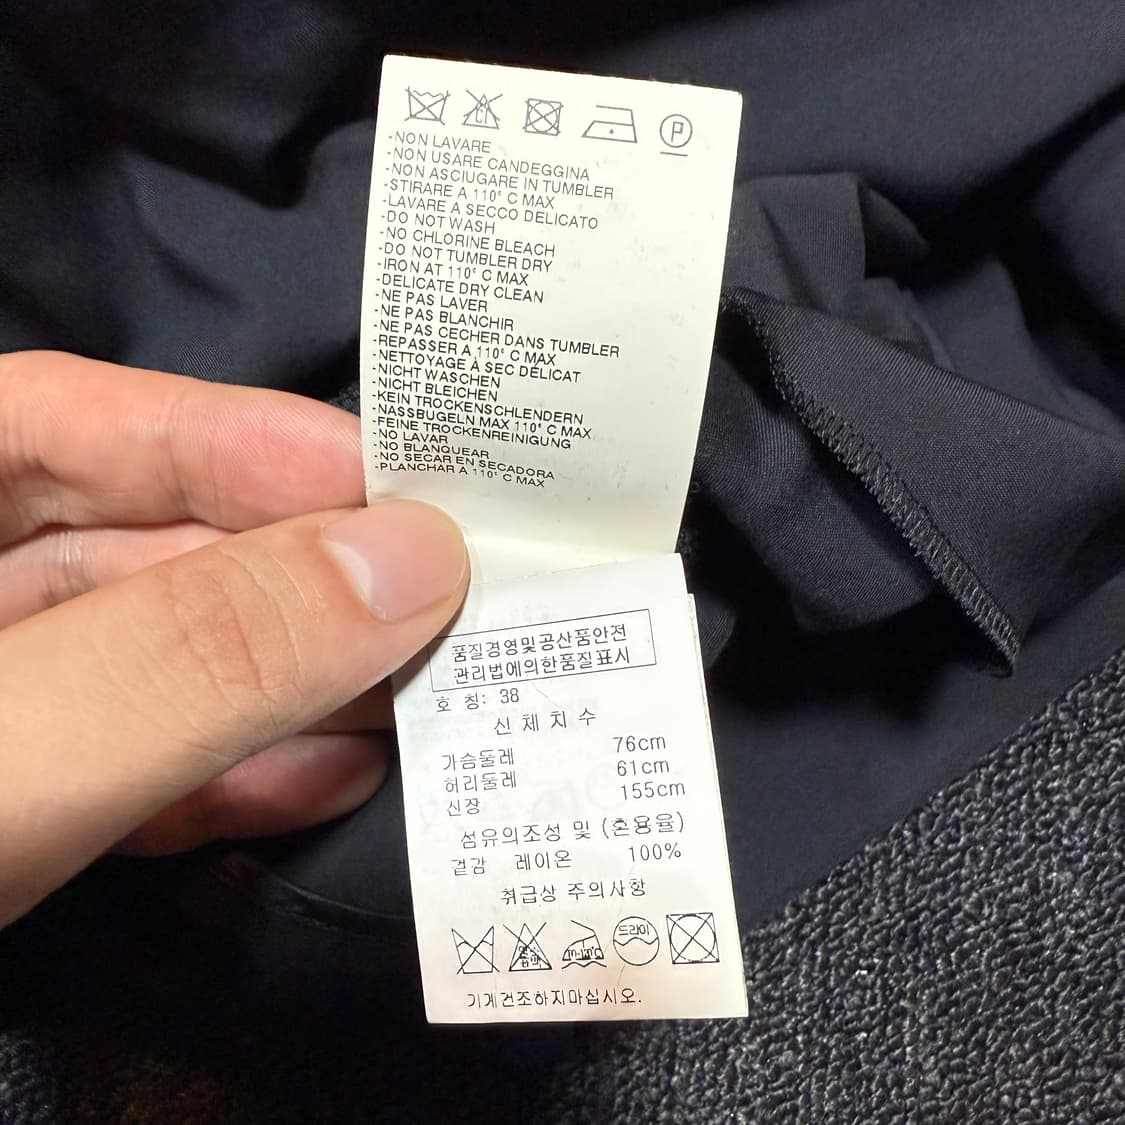 CL
P
-NON LAVARE
-NON USARE CANDEGGINA
-NON ASCIUGARE IN TUMBLER
-STIRARE A 110° C MAX
-LAVARE A SECCO DELICATO
-DO NOT WASH
-NO CHLORINE BLEACH
-DO NOT TUMBLER DRY
-IRON AT 110° C MAX
-DELICATE DRY CLEAN
-NE PAS LAVER
-NE PAS BLANCHIR
-NE PAS CECHER DANS TUMBLER
-REPASSER A 110° C MAX
-NETTOYAGE À SEC DÉLICAT
-NICHT WASCHEN
-NICHT BLEICHEN
-KEIN TROCKENSCHLENDERN
-NASSBÜGELN MAX 110° C MAX
-FEINE TROCKENREINIGUNG
-NO LAVAR
-NO BLANQUEAR
-NO SECAR EN SECADORA
-PLANCHAR A 110° C MAX
품질경영및공산품안전
관리법에의한품질표시
호 칭: 38
신 체 치 수
가슴둘레 76cm
허리둘레 61cm
신장 155cm
섬유의조성 및 (혼용율)
겉감 레이온 100%
취급상 주의사항
드라이
기계건조하지마십시오.